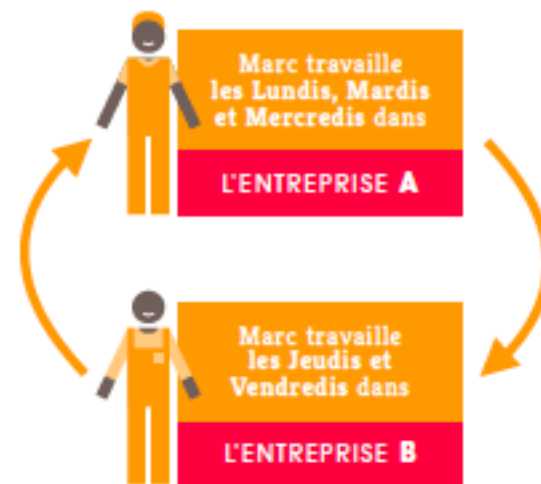 Marc travaille
les Lundis, Mardis
et Mercredis dans
L'ENTREPRISE A
Marc travaille
les Jeudis et
Vendredis dans
L'ENTREPRISE B